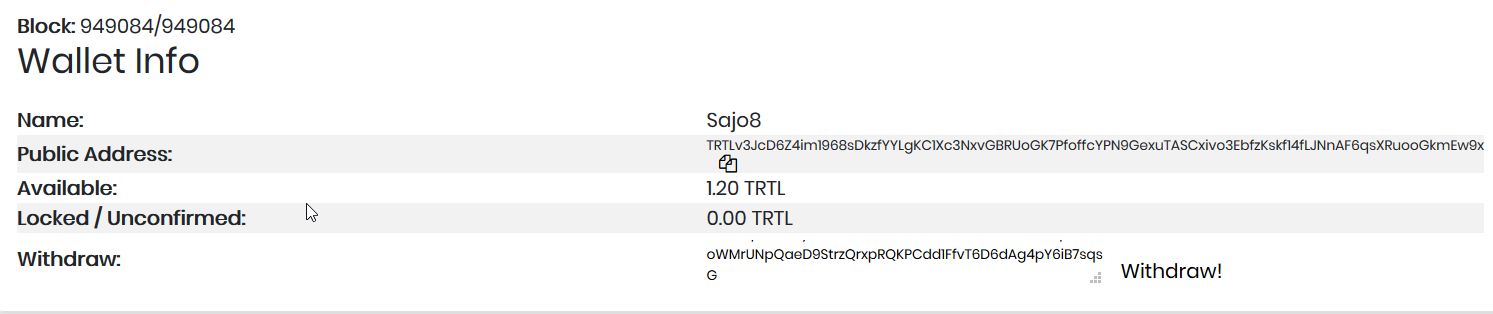 Block: 949084/949084
Wallet Info
Name: Sajo8
Public Address: TRTLv3JcD6Z4im1968sDkzfYYLgKC1Xc3NxvGBRUoGK7PfoffcYPN9GexuTASCxivo3EbfzKskf14fLJNnAF6qsXRuooGkmEw9x
Available: 1.20 TRTL
Locked / Unconfirmed: 0.00 TRTL
Withdraw: oWMrUNpQaeD9StrzQrxpRQKPCdd1FfvT6D6dAg4pY6iB7sqs
G
Withdraw!